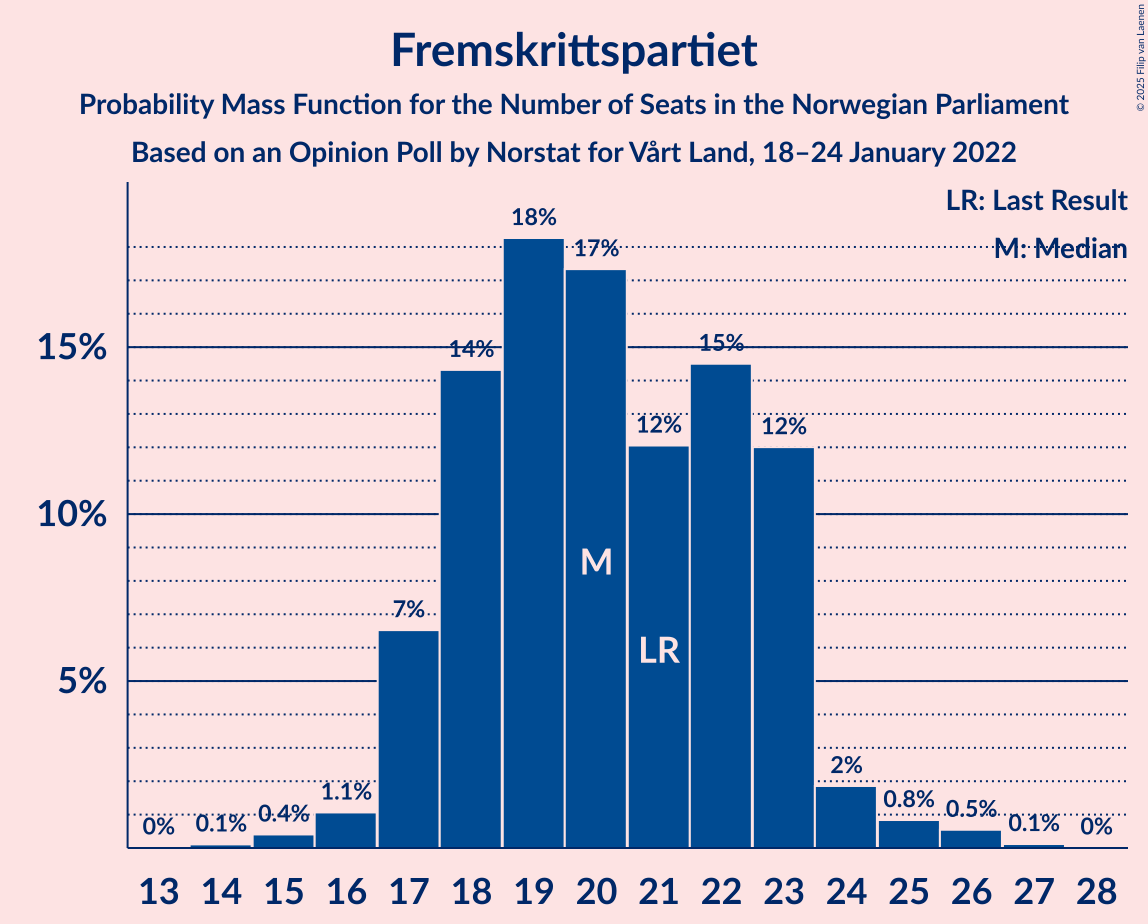 Fremskrittspartiet
Probability Mass Function for the Number of Seats in the Norwegian Parliament
Based on an Opinion Poll by Norstat for Vårt Land, 18–24 January 2022
© 2025 Filip van Laenen
LR: Last Result
M: Median
15%
10%
5%
0%
0.1%
0.4%
1.1%
7%
14%
18%
17%
12%
15%
12%
2%
0.8%
0.5%
0.1%
0%
M
LR
13 14 15 16 17 18 19 20 21 22 23 24 25 26 27 28